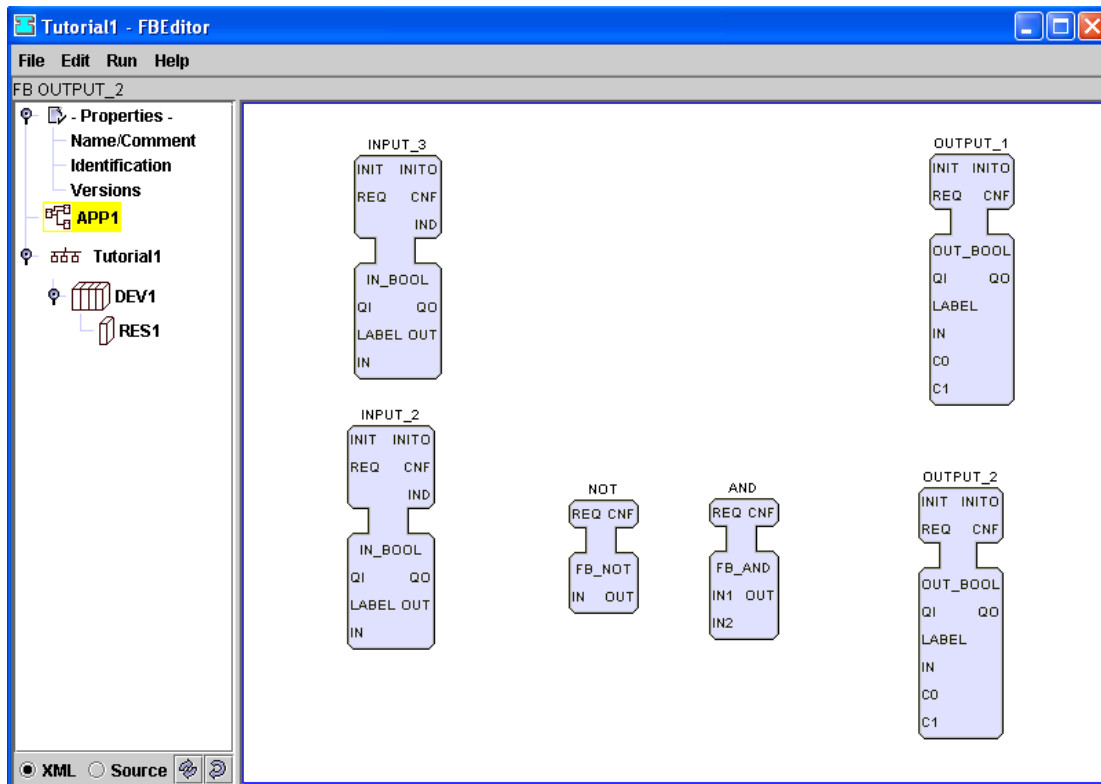 Tutorial1 - FBEditor
File Edit Run Help
FB OUTPUT_2
- Properties -
Name/Comment
Identification
Versions
APP1
Tutorial1
DEV1
RES1
XML Source
INPUT_3
INIT INITO
REQ CNF
IND
IN_BOOL
QI QO
LABEL OUT
IN
OUTPUT_1
INIT INITO
REQ CNF
OUT_BOOL
QI QO
LABEL
IN
C0
C1
INPUT_2
INIT INITO
REQ CNF
IND
IN_BOOL
QI QO
LABEL OUT
IN
NOT
REQ CNF
FB_NOT
IN OUT
AND
REQ CNF
FB_AND
IN1 OUT
IN2
OUTPUT_2
INIT INITO
REQ CNF
OUT_BOOL
QI QO
LABEL
IN
C0
C1